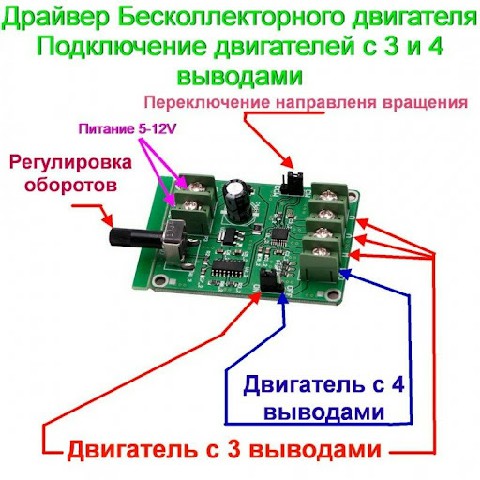 Драйвер Бесколлекторного двигателя
Подключение двигателей с 3 и 4
выводами
Переключение направленя вращения
Питание 5-12V
Регулировка
оборотов
Двигатель с 4
выводами
Двигатель с 3 выводами